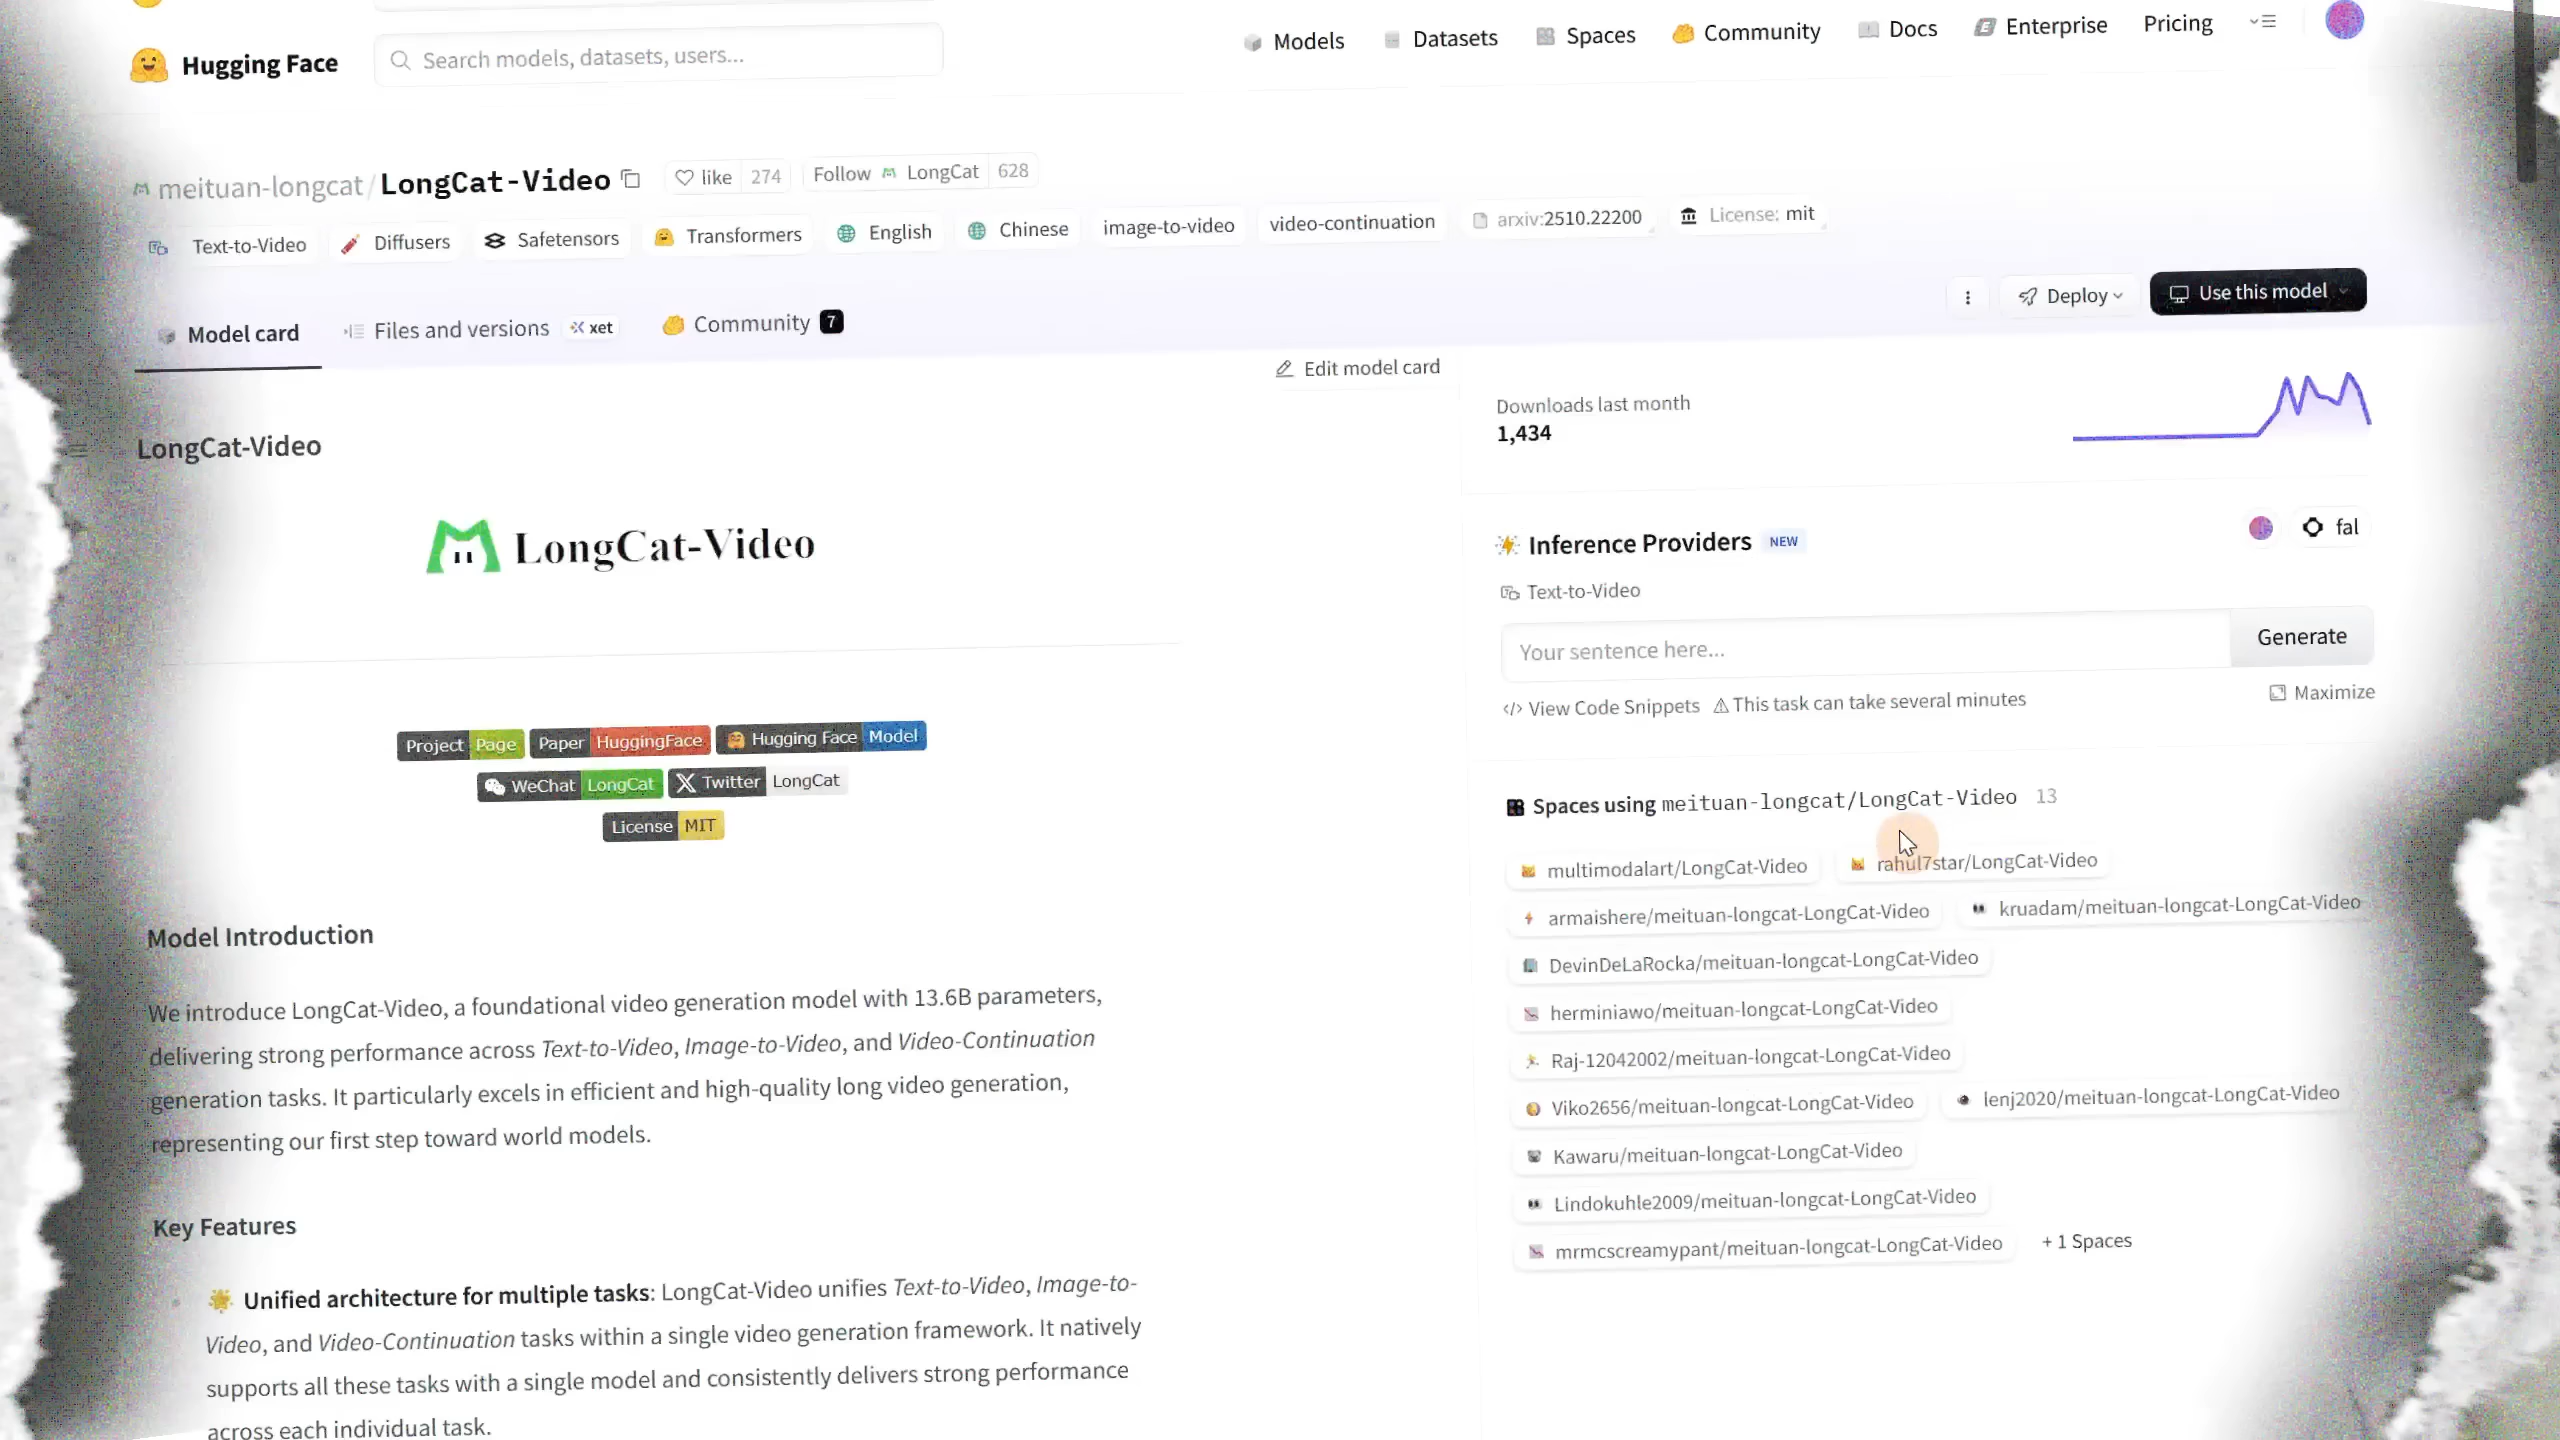 Hugging Face
Search models, datasets, users...
Models
Datasets
Spaces
Community
Docs
Enterprise
Pricing
meituan-longcat/LongCat-Video
like 274
Follow LongCat 628
Text-to-Video
Diffusers
Safetensors
Transformers
English
Chinese
image-to-video
video-continuation
arxiv:2510.22200
License: mit
Model card
Files and versions
xet
Community 7
Deploy
Use this model
Edit model card
LongCat-Video
LongCat-Video
Project Page
Paper HuggingFace
Hugging Face Model
WeChat LongCat
Twitter LongCat
License MIT
Model Introduction
We introduce LongCat-Video, a foundational video generation model with 13.6B parameters,
delivering strong performance across Text-to-Video, Image-to-Video, and Video-Continuation
generation tasks. It particularly excels in efficient and high-quality long video generation,
representing our first step toward world models.
Key Features
Unified architecture for multiple tasks: LongCat-Video unifies Text-to-Video, Image-to-
Video, and Video-Continuation tasks within a single video generation framework. It natively
supports all these tasks with a single model and consistently delivers strong performance
across each individual task.
Downloads last month
1,434
Inference Providers NEW
fal
Text-to-Video
Your sentence here...
Generate
View Code Snippets
This task can take several minutes
Maximize
Spaces using meituan-longcat/LongCat-Video 13
multimodalart/LongCat-Video
rahul7star/LongCat-Video
armaishere/meituan-longcat-LongCat-Video
kruadam/meituan-longcat-LongCat-Video
DevinDeLaRocka/meituan-longcat-LongCat-Video
herminiawo/meituan-longcat-LongCat-Video
Raj-12042002/meituan-longcat-LongCat-Video
Viko2656/meituan-longcat-LongCat-Video
lenj2020/meituan-longcat-LongCat-Video
Kawaru/meituan-longcat-LongCat-Video
Lindokuhle2009/meituan-longcat-LongCat-Video
mrmcscreamypant/meituan-longcat-LongCat-Video
+ 1 Spaces